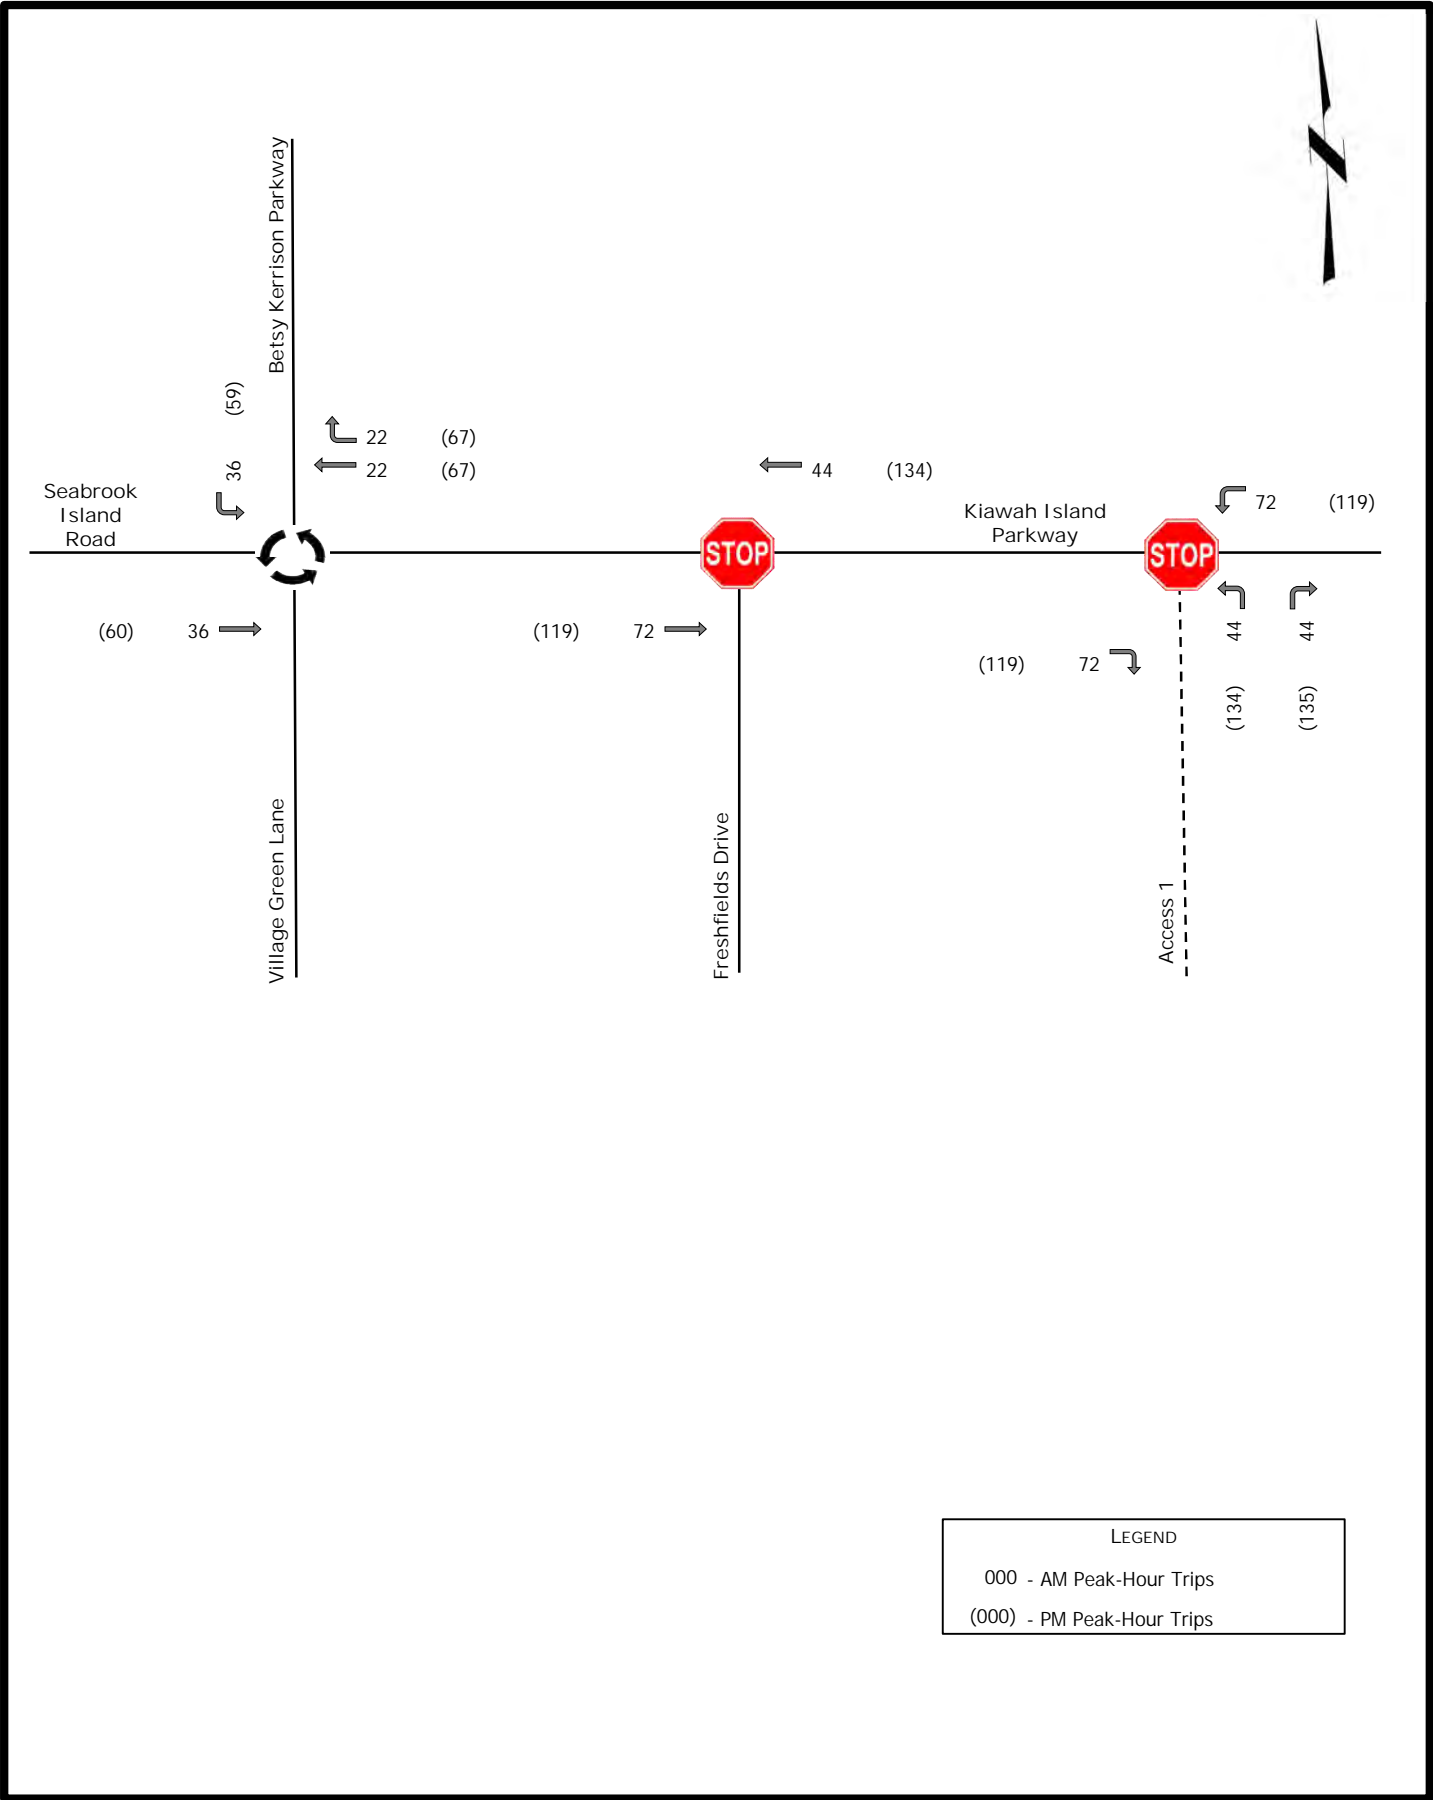 Betsy Kerrison Parkway
(59)
36
22 (67)
22 (67)
44 (134)
Seabrook
Island
Road
Kiawah Island
Parkway
72 (119)
STOP
STOP
(60) 36
(119) 72
(119) 72
44
44
(134)
(135)
Village Green Lane
Freshfields Drive
Access 1
LEGEND
000 - AM Peak-Hour Trips
(000) - PM Peak-Hour Trips